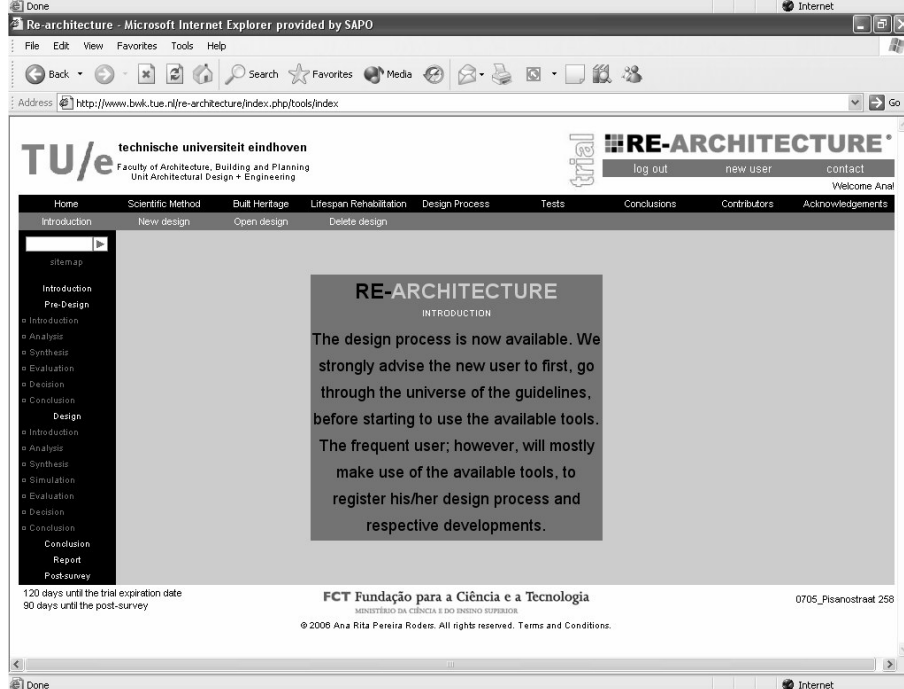 Done
Internet
Re-architecture - Microsoft Internet Explorer provided by SAPO
File Edit View Favorites Tools Help
Back Search Favorites Media
Address http://www.bwk.tue.nl/re-architecture/index.php/tools/index Go
TU/e technische universiteit eindhoven
Faculty of Architecture, Building and Planning
Unit Architectural Design + Engineering
trial
RE-ARCHITECTURE
log out new user contact
Welcome Ana!
Home Scientific Method Built Heritage Lifespan Rehabilitation Design Process Tests Conclusions Contributors Acknowledgements
Introduction New design Open design Delete design
sitemap
Introduction
Pre-Design
Introduction
Analysis
Synthesis
Evaluation
Decision
Conclusion
Design
Introduction
Analysis
Synthesis
Simulation
Evaluation
Decision
Conclusion
Conclusion
Report
Post-survey
RE-ARCHITECTURE
INTRODUCTION
The design process is now available. We
strongly advise the new user to first, go
through the universe of the guidelines,
before starting to use the available tools.
The frequent user; however, will mostly
make use of the available tools, to
register his/her design process and
respective developments.
120 days until the trial expiration date
90 days until the post-survey
FCT Fundação para a Ciência e a Tecnologia
MINISTÉRIO DA CIÊNCIA E DO ENSINO SUPERIOR
© 2006 Ana Rita Pereira Roders. All rights reserved. Terms and Conditions.
0705_Pisanostraat 258
Done
Internet